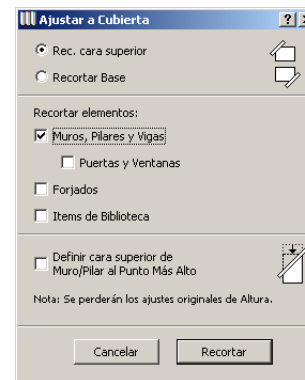 Ajustar a Cubierta
Rec. cara superior
Recortar Base
Recortar elementos:
Muros, Pilares y Vigas
Puertas y Ventanas
Forjados
Items de Biblioteca
Definir cara superior de
Muro/Pilar al Punto Más Alto
Nota: Se perderán los ajustes originales de Altura.
Cancelar
Recortar